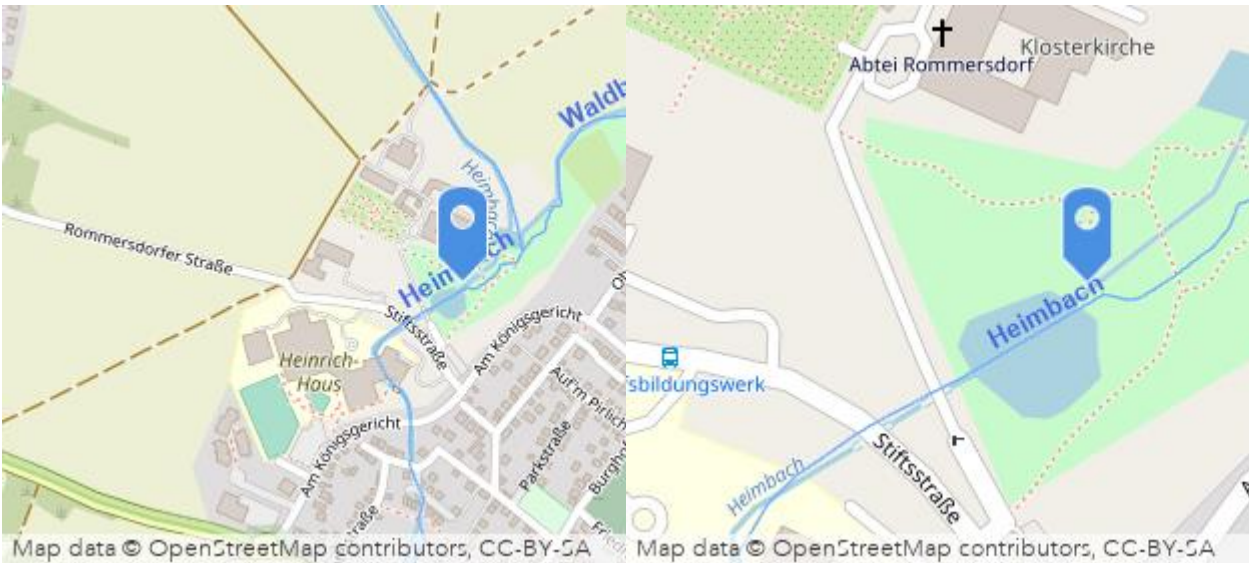 Waldb
Heimbach
Heimbach
Rommersdorfer Straße
Stiftsstraße
Am Königsgericht
Heinrich-
Haus
Auf'm Pirlich
Parkstraße
Am Königsgericht
straße
Map data © OpenStreetMap contributors, CC-BY-SA
Klosterkirche
Abtei Rommersdorf
Heimbach
sbildungswerk
Stiftsstraße
Heimbach
Map data © OpenStreetMap contributors, CC-BY-SA